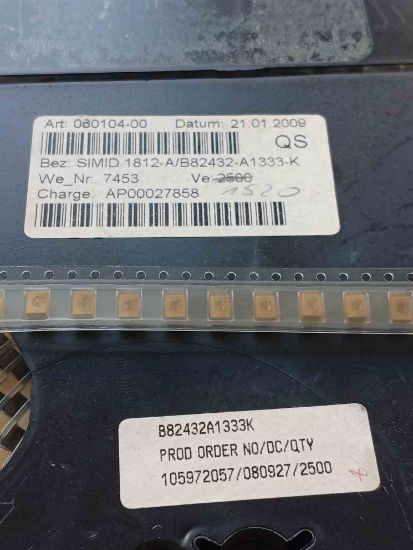 Art: 060104-00 Datum: 21.01.2009
QS
Bez: SIMID 1812-A/B82432-A1333-K
We_Nr: 7453 Ve: 2500
1520
Charge: AP00027858
B82432A1333K
PROD ORDER NO/DC/QTY
105972057/080927/2500